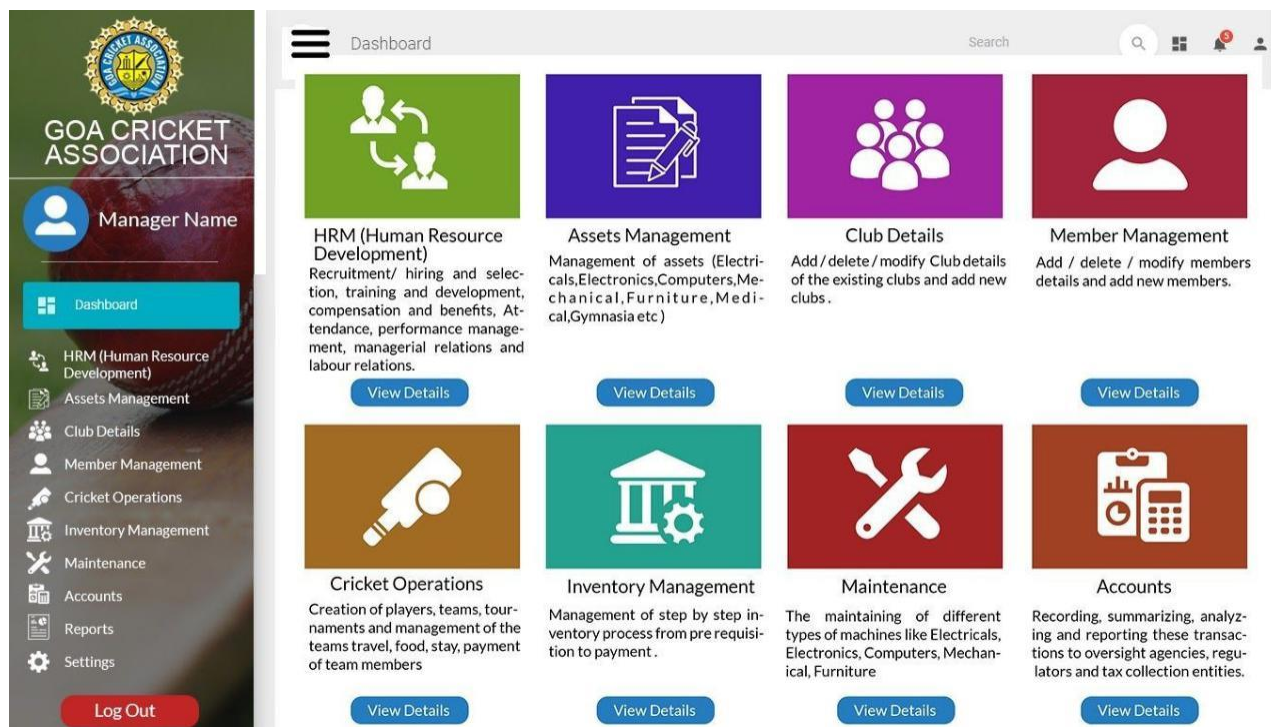 GOA CRICKET ASSOCIATION
GOA CRICKET
ASSOCIATION
Manager Name
Dashboard
HRM (Human Resource
Development)
Assets Management
Club Details
Member Management
Cricket Operations
Inventory Management
Maintenance
Accounts
Reports
Settings
Log Out
Dashboard
Search
5
HRM (Human Resource
Development)
Recruitment/ hiring and selec-
tion, training and development,
compensation and benefits, At-
tendance, performance manage-
ment, managerial relations and
labour relations.
View Details
Assets Management
Management of assets (Electri-
cals,Electronics,Computers,Me-
chanical,Furniture,Medi-
cal,Gymnasia etc )
View Details
Club Details
Add / delete / modify Club details
of the existing clubs and add new
clubs .
View Details
Member Management
Add / delete / modify members
details and add new members.
View Details
Cricket Operations
Creation of players, teams, tour-
naments and management of the
teams travel, food, stay, payment
of team members
View Details
Inventory Management
Management of step by step in-
ventory process from pre requisi-
tion to payment .
View Details
Maintenance
The maintaining of different
types of machines like Electricals,
Electronics, Computers, Mechan-
ical, Furniture
View Details
Accounts
Recording, summarizing, analyz-
ing and reporting these transac-
tions to oversight agencies, regu-
lators and tax collection entities.
View Details